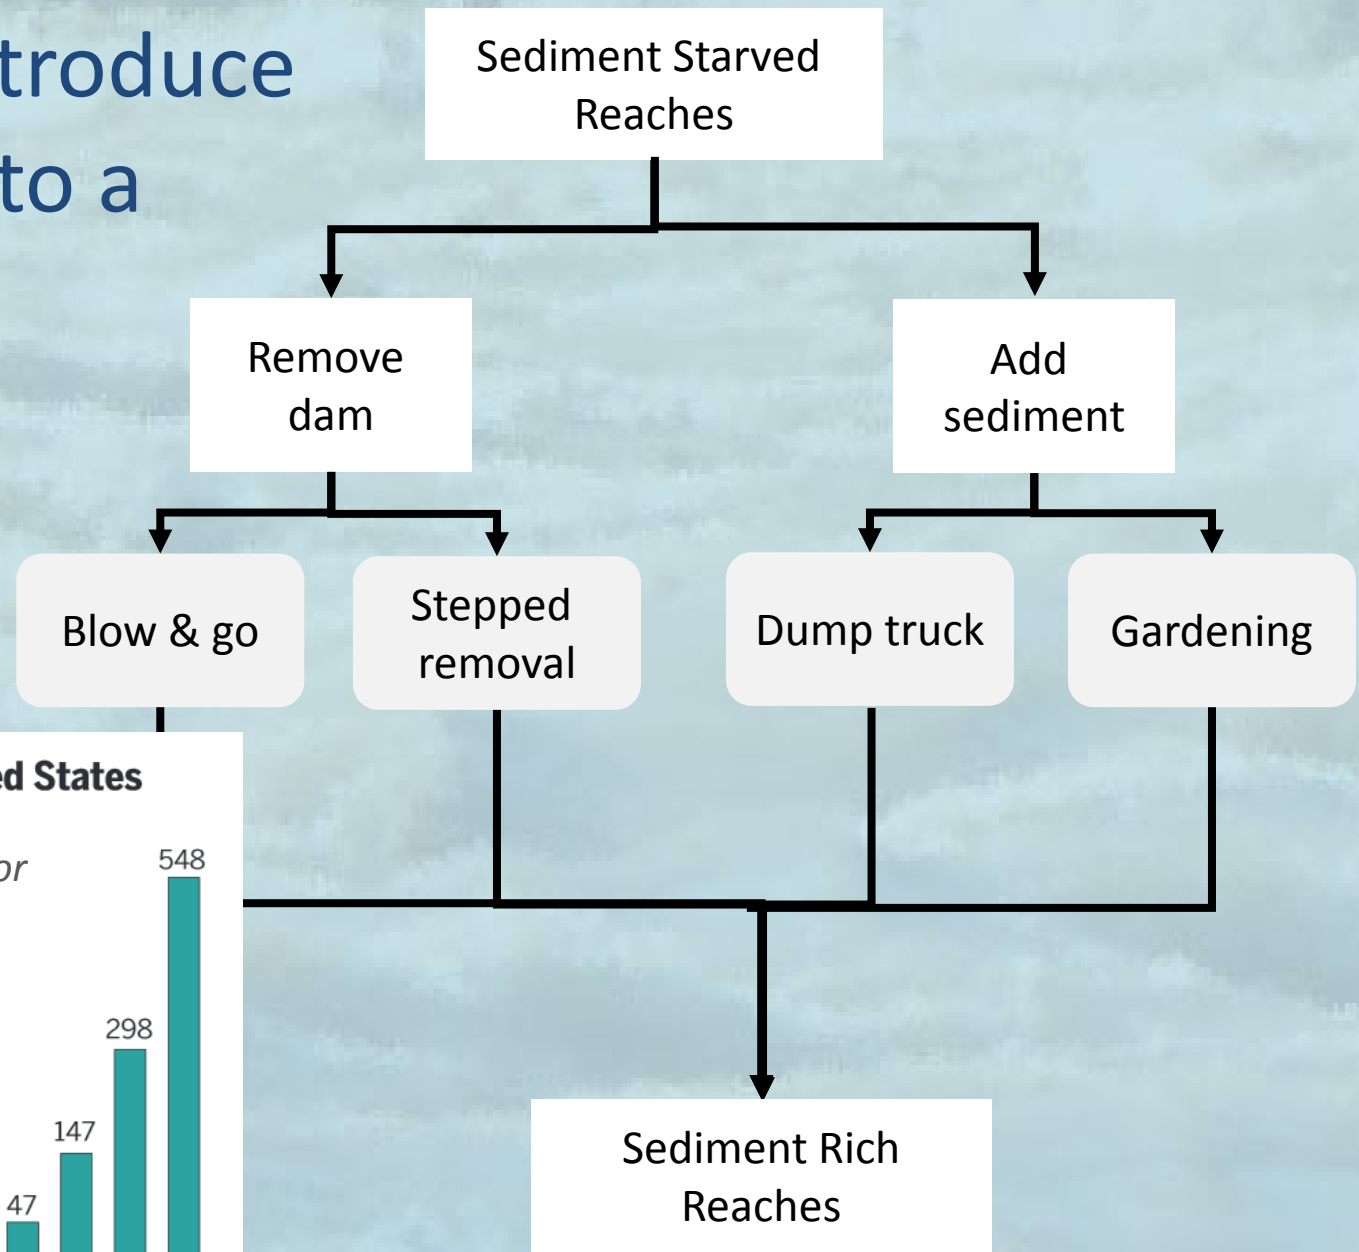 troduce
to a
Sediment Starved
Reaches
Remove
dam
Add
sediment
Blow & go
Stepped
removal
Dump truck
Gardening
ed States
or
548
298
147
47
Sediment Rich
Reaches